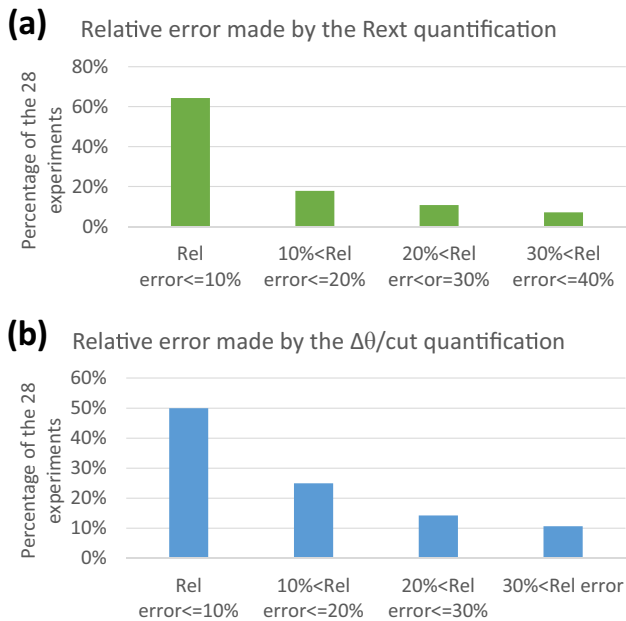 (a)
Relative error made by the Rext quantification
Percentage of the 28
experiments
80%
60%
40%
20%
0%
Rel
error<=10%
10%<Rel
error<=20%
20%<Rel
err<or=30%
30%<Rel
error<=40%
(b)
Relative error made by the Δθ/cut quantification
Percentage of the 28
experiments
60%
50%
40%
30%
20%
10%
0%
Rel
error<=10%
10%<Rel
error<=20%
20%<Rel
error<=30%
30%<Rel error